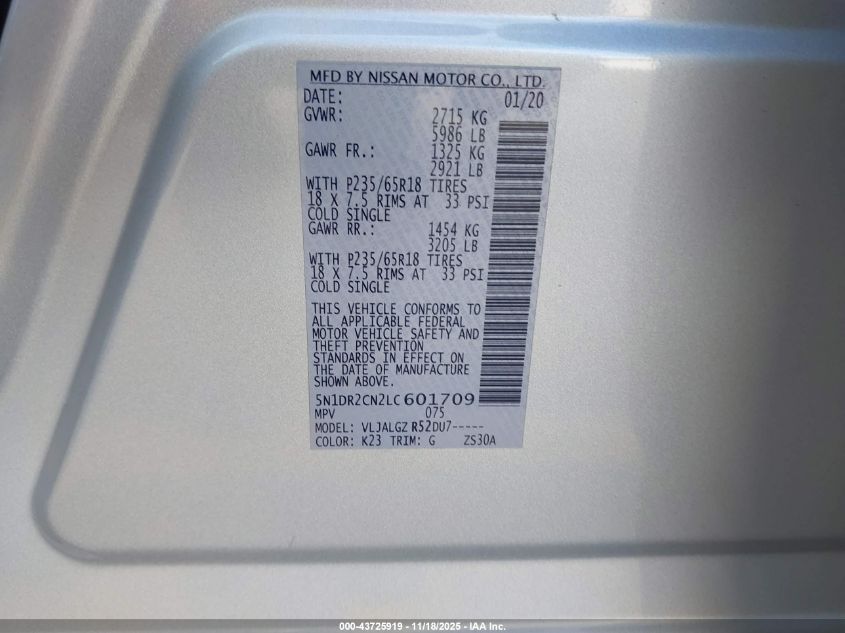 MFD BY NISSAN MOTOR CO., LTD.
DATE: 01/20
GVWR: 2715 KG
5986 LB
GAWR FR.: 1325 KG
2921 LB
WITH P235/65R18 TIRES
18 X 7.5 RIMS AT 33 PSI
COLD SINGLE
GAWR RR.: 1454 KG
3205 LB
WITH P235/65R18 TIRES
18 X 7.5 RIMS AT 33 PSI
COLD SINGLE
THIS VEHICLE CONFORMS TO
ALL APPLICABLE FEDERAL
MOTOR VEHICLE SAFETY AND
THEFT PREVENTION
STANDARDS IN EFFECT ON
THE DATE OF MANUFACTURE
SHOWN ABOVE.
5N1DR2CN2LC601709
MPV 075
MODEL: VLJALGZ R52DU7-----
COLOR: K23 TRIM: G ZS30A
000-43725919 - 11/18/2025 - IAA Inc.